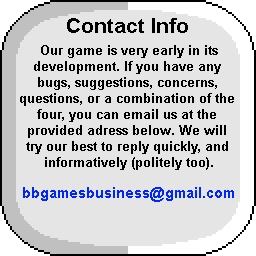 Contact Info
Our game is very early in its
development. If you have any
bugs, suggestions, concerns,
questions, or a combination of the
four, you can email us at the
provided adress below. We will
try our best to reply quickly, and
informatively (politely too).
bbgamesbusiness@gmail.com